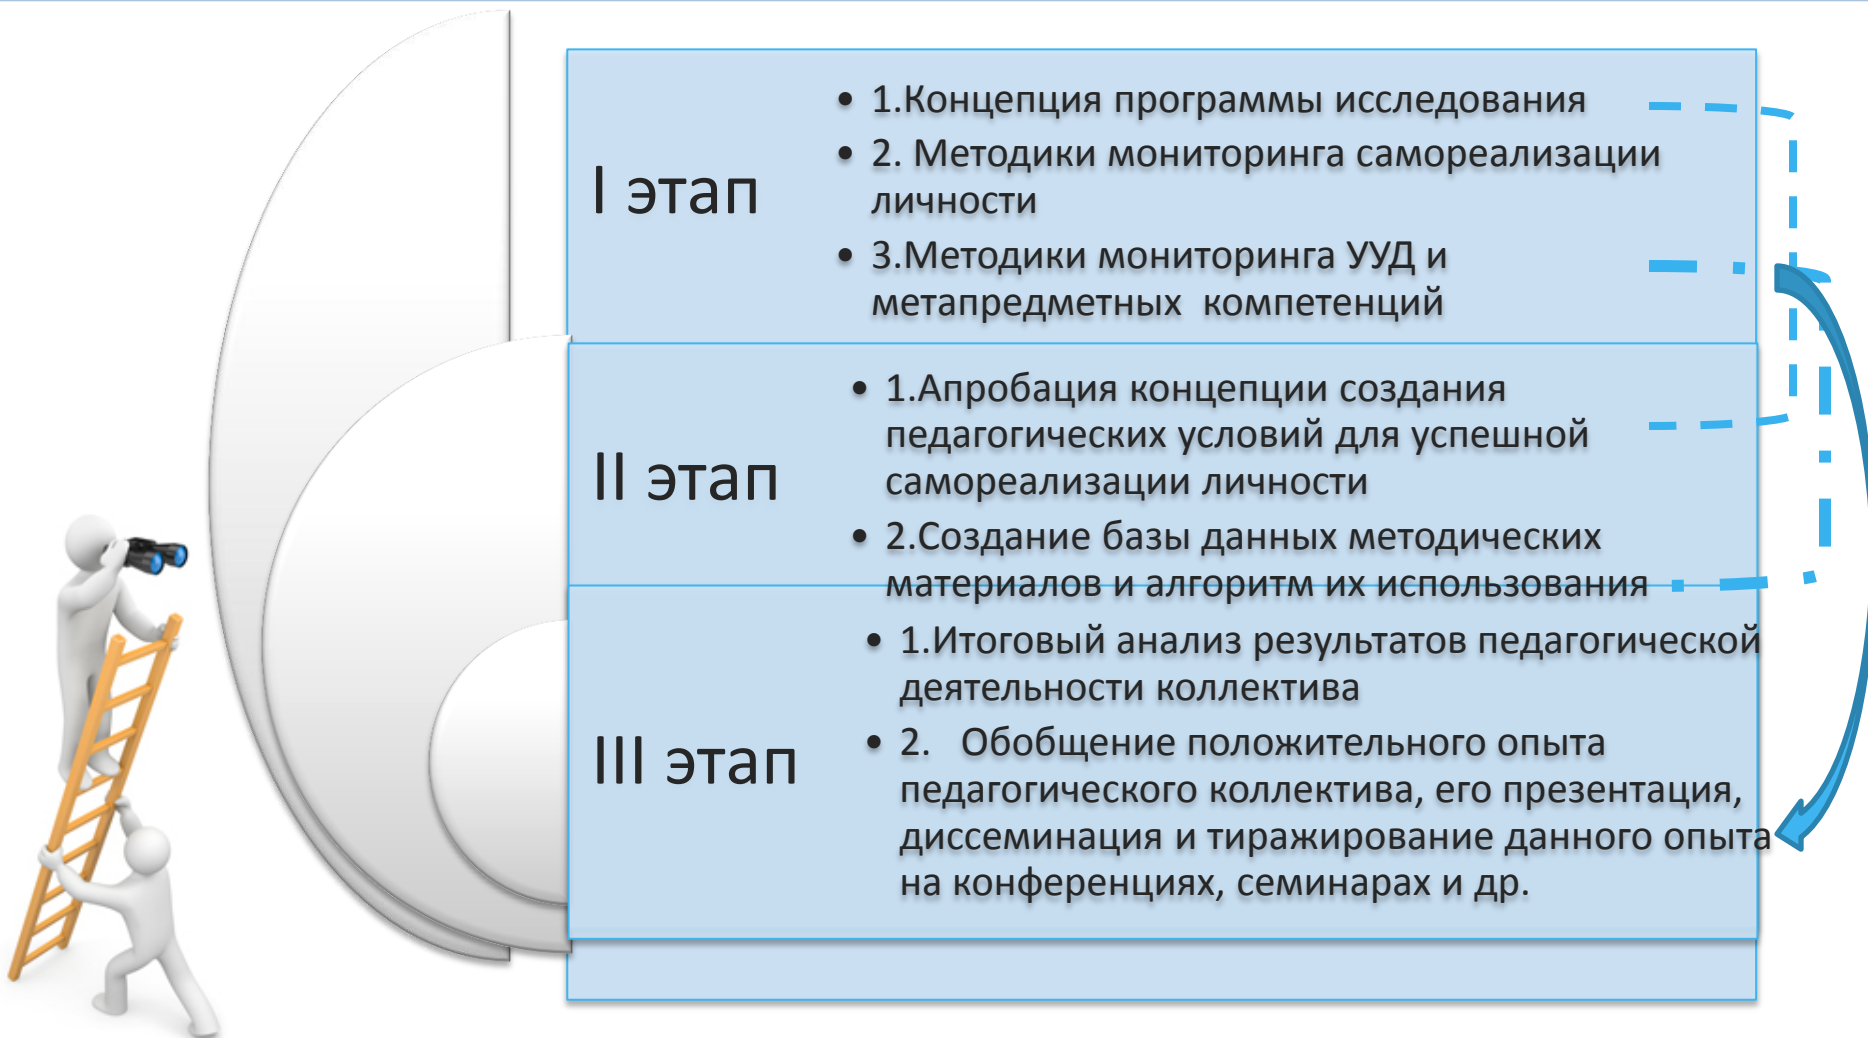 I этап
• 1.Концепция программы исследования
• 2. Методики мониторинга самореализации
личности
• 3.Методики мониторинга УУД и
метапредметных  компетенций
II этап
• 1.Апробация концепции создания
педагогических условий для успешной
самореализации личности
• 2.Создание базы данных методических
материалов и алгоритм их использования
III этап
• 1.Итоговый анализ результатов педагогической
деятельности коллектива
• 2.   Обобщение положительного опыта
педагогического коллектива, его презентация,
диссеминация и тиражирование данного опыта
на конференциях, семинарах и др.